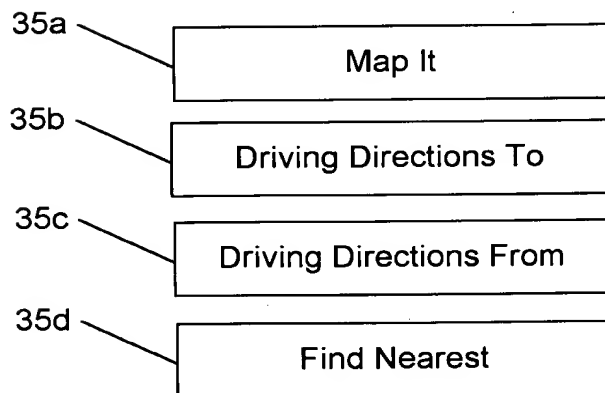 35a Map It
35b Driving Directions To
35c Driving Directions From
35d Find Nearest